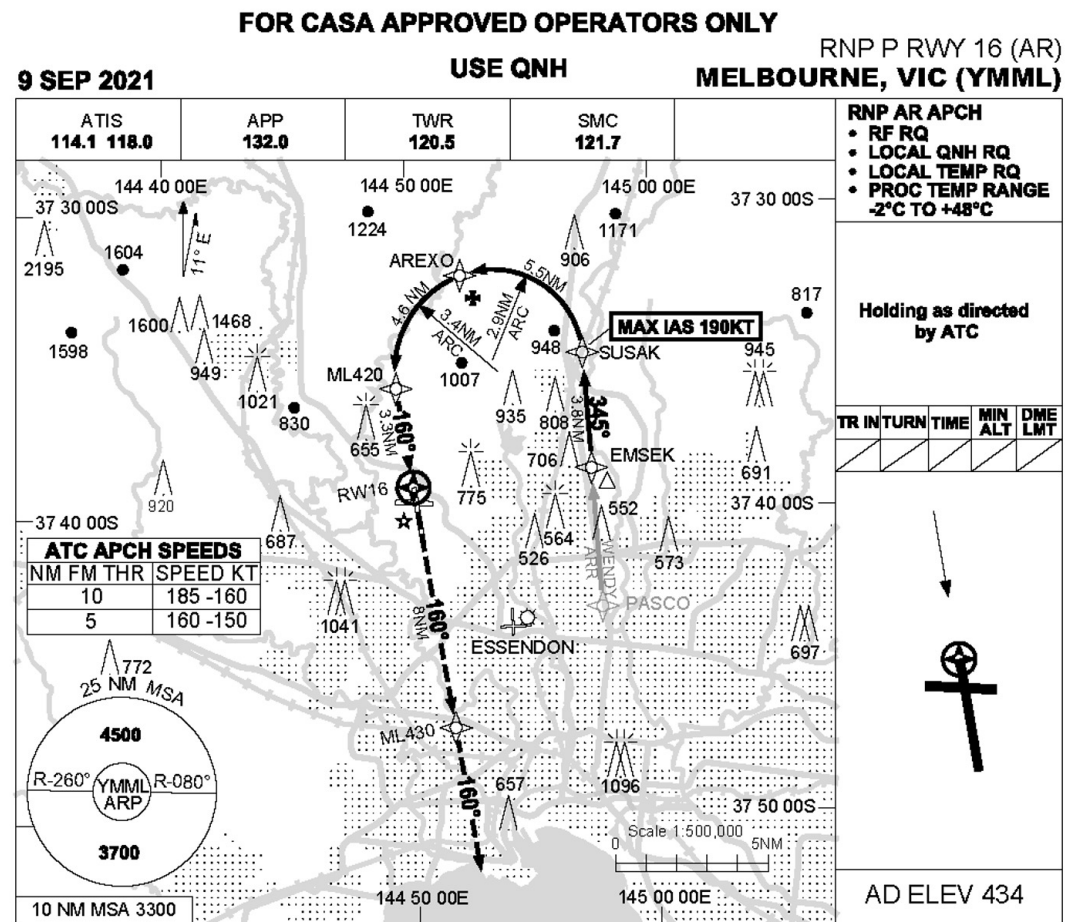 FOR CASA APPROVED OPERATORS ONLY
9 SEP 2021
USE QNH
RNP P RWY 16 (AR)
MELBOURNE, VIC (YMML)
ATIS
114.1 118.0
APP
132.0
TWR
120.5
SMC
121.7
RNP AR APCH
• RF RQ
• LOCAL QNH RQ
• LOCAL TEMP RQ
• PROC TEMP RANGE
-2°C TO +48°C
Holding as directed
by ATC
TR IN
TURN
TIME
MIN
ALT
DME
LMT
AD ELEV 434
144 40 00E
144 50 00E
145 00 00E
37 30 00S
37 30 00S
2195
1604
11° E
1224
1171
906
AREXO
5.5NM
4.6 NM
3.4NM
ARC
2.9NM
ARC
MAX IAS 190KT
SUSAK
817
948
945
1600
1468
1598
949
1021
830
ML420
1007
935
808
345°
3.8NM
160°
3.3NM
655
706
EMSEK
691
RW16
775
552
920
37 40 00S
37 40 00S
687
564
526
573
WENDY
ARR
PASCO
ATC APCH SPEEDS
NM FM THR
SPEED KT
10
185 -160
5
160 -150
1041
160°
8NM
ESSENDON
697
772
25 NM MSA
4500
R-260°
YMML
ARP
R-080°
3700
10 NM MSA 3300
ML430
160°
657
1096
37 50 00S
Scale 1:500,000
0
5NM
144 50 00E
145 00 00E